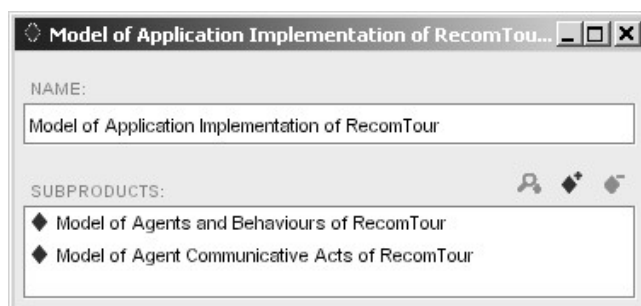 Model of Application Implementation of RecomTou...
NAME:
Model of Application Implementation of RecomTour
SUBPRODUCTS:
Model of Agents and Behaviours of RecomTour
Model of Agent Communicative Acts of RecomTour